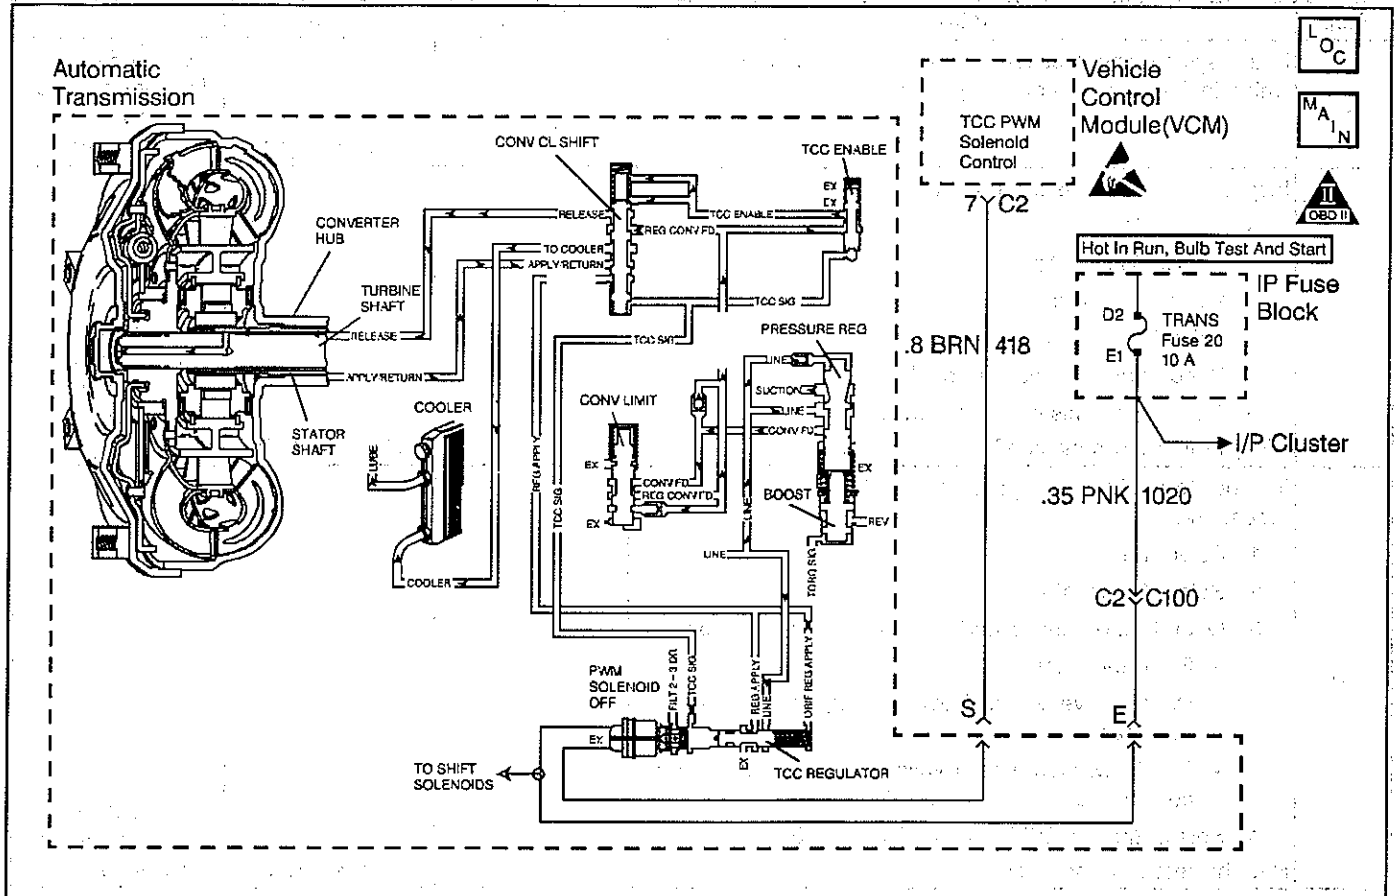 Automatic
Transmission
CONVERTER
HUB
TURBINE
SHAFT
STATOR
SHAFT
RELEASE
APPLY/RETURN
CONV CL SHIFT
RELEASE
TO COOLER
APPLY/RETURN
TCC ENABLE
EX
EX
TCC ENABLE
REG CONV FD
TCC SIG
TCC SIG
COOLER
LUBE
COOLER
REG APPLY
TCC SIG
CONV LIMIT
EX
EX
CONV FD
REG CONV FD
PRESSURE REG
LINE
SUCTION
LINE
CONV FD
EX
BOOST
REV
LINE
LINE
TORQ SIG
PWM
SOLENOID
OFF
EX
FILT 2-3 DR
TCC SIG
REG APPLY
LINE
ORIF REG APPLY
EX
TCC REGULATOR
TO SHIFT
SOLENOIDS
TCC PWM
Solenoid
Control
Vehicle
Control
Module(VCM)
7 C2
.8 BRN 418
S
Hot In Run, Bulb Test And Start
IP Fuse
Block
D2
E1
TRANS
Fuse 20
10 A
I/P Cluster
.35 PNK 1020
C2 C100
E
LOC
MAIN
II
OBD II